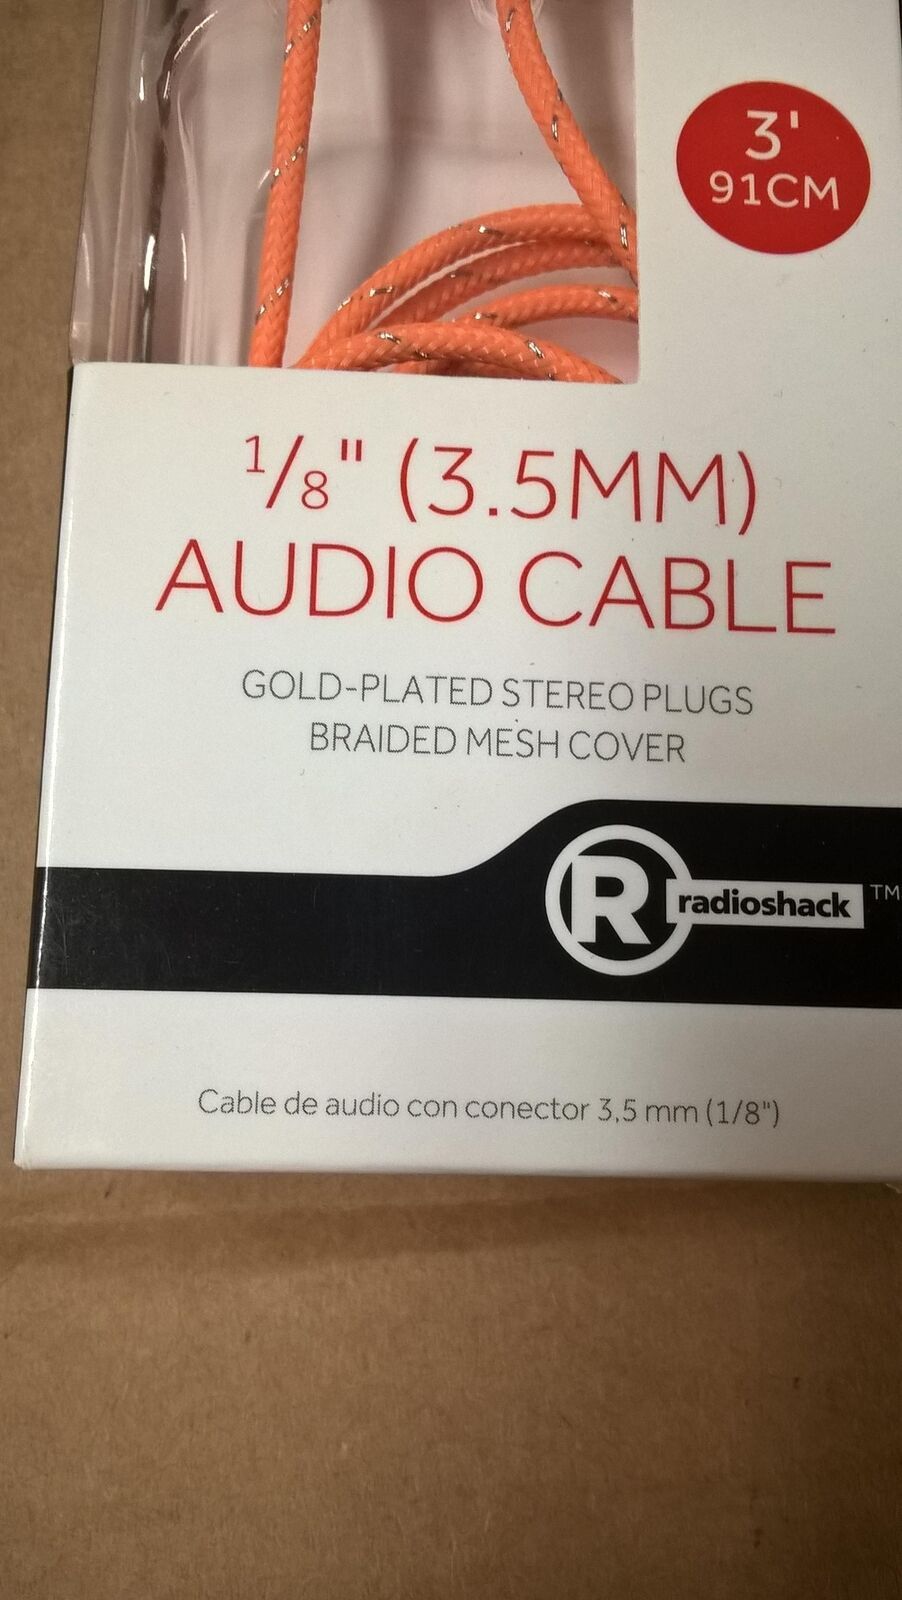 3'
91CM
1/8" (3.5MM)
AUDIO CABLE
GOLD-PLATED STEREO PLUGS
BRAIDED MESH COVER
R radioshack ™
Cable de audio con conector 3,5 mm (1/8")